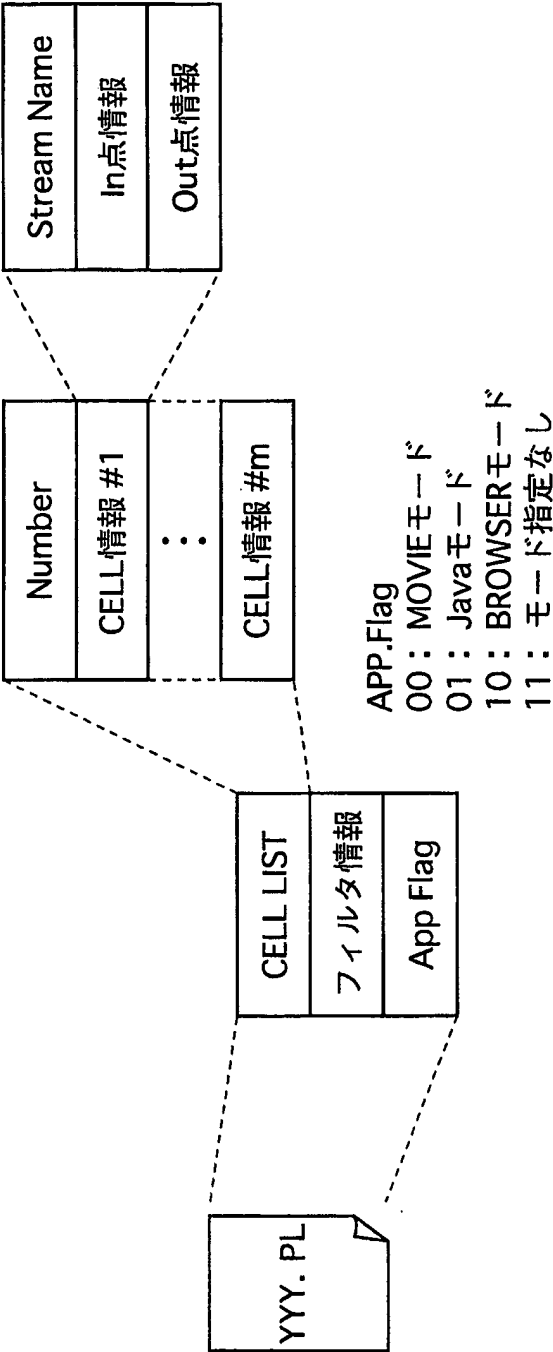 YYY. PL
CELL LIST
フィルタ情報
App Flag
Number
CELL情報 #1
CELL情報 #m
Stream Name
In点情報
Out点情報
APP.Flag
00：MOVIEモード
01：Javaモード
10：BROWSERモード
11：モード指定なし